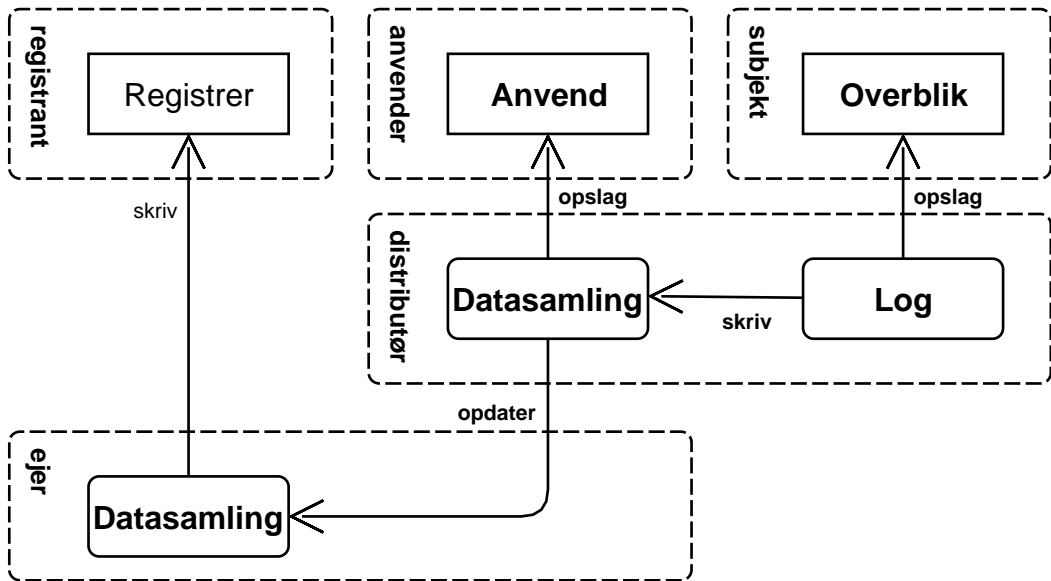 registrant
Registrer
anvender
Anvend
subjekt
Overblik
skriv
opslag
opslag
distributør
Datasamling
skriv
Log
opdater
ejer
Datasamling